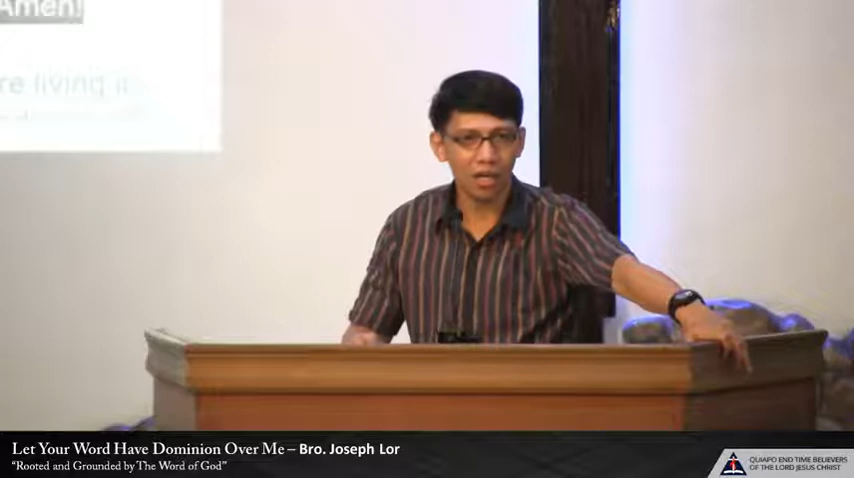 Amen!
re living i
Let Your Word Have Dominion Over Me – Bro. Joseph Lor
"Rooted and Grounded by The Word of God"
QUIAPO END TIME BELIEVERS
OF THE LORD JESUS CHRIST